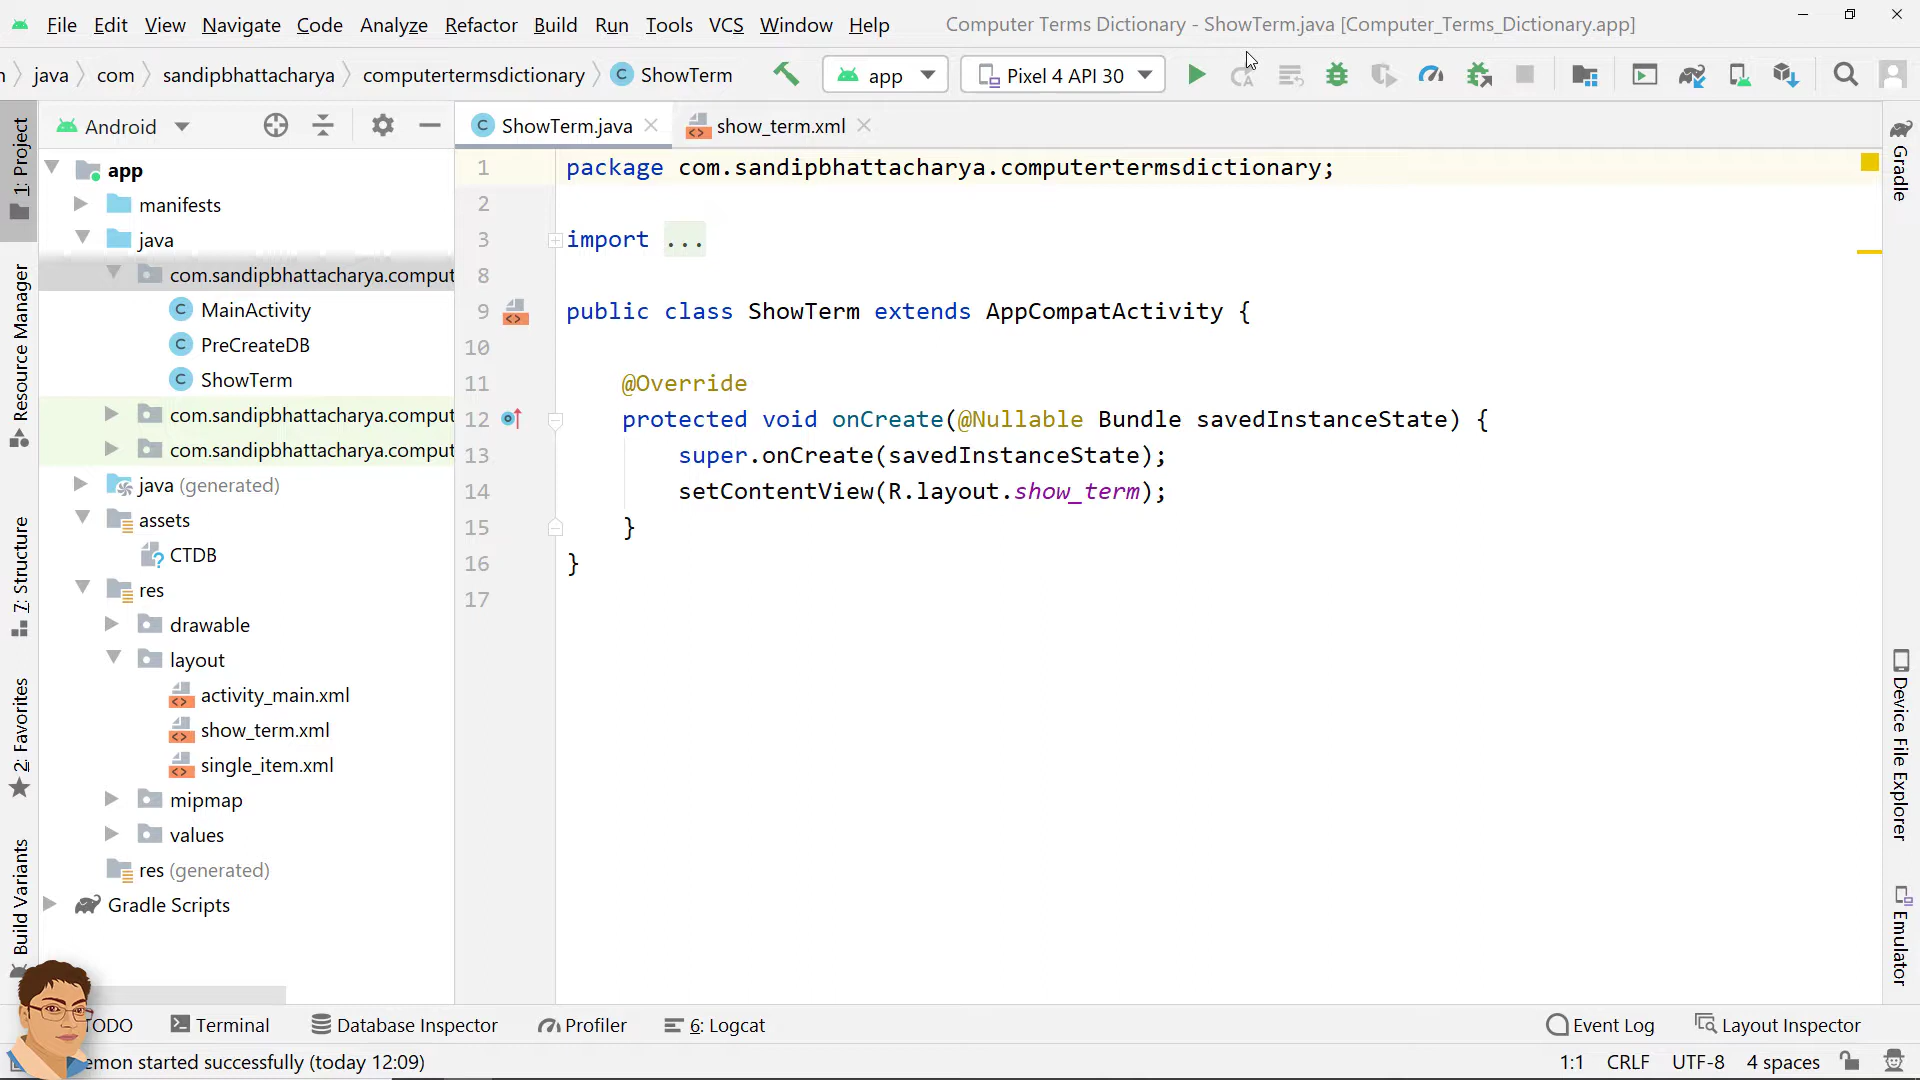 File Edit View Navigate Code Analyze Refactor Build Run Tools VCS Window Help Computer Terms Dictionary - ShowTerm.java [Computer_Terms_Dictionary.app]
java com sandipbhattacharya computertermsdictionary C ShowTerm app Pixel 4 API 30
1: Project
Resource Manager
7: Structure
2: Favorites
Build Variants
Android
app
manifests
java
com.sandipbhattacharya.comput
C MainActivity
C PreCreateDB
C ShowTerm
com.sandipbhattacharya.comput
com.sandipbhattacharya.comput
java (generated)
assets
CTDB
res
drawable
layout
activity_main.xml
show_term.xml
single_item.xml
mipmap
values
res (generated)
Gradle Scripts
C ShowTerm.java show_term.xml
1 package com.sandipbhattacharya.computertermsdictionary;
2
3 import ...
8
9 public class ShowTerm extends AppCompatActivity {
10
11 @Override
12 protected void onCreate(@Nullable Bundle savedInstanceState) {
13 super.onCreate(savedInstanceState);
14 setContentView(R.layout.show_term);
15 }
16 }
17
Gradle
Device File Explorer
Emulator
TODO Terminal Database Inspector Profiler 6: Logcat Event Log Layout Inspector
emon started successfully (today 12:09) 1:1 CRLF UTF-8 4 spaces